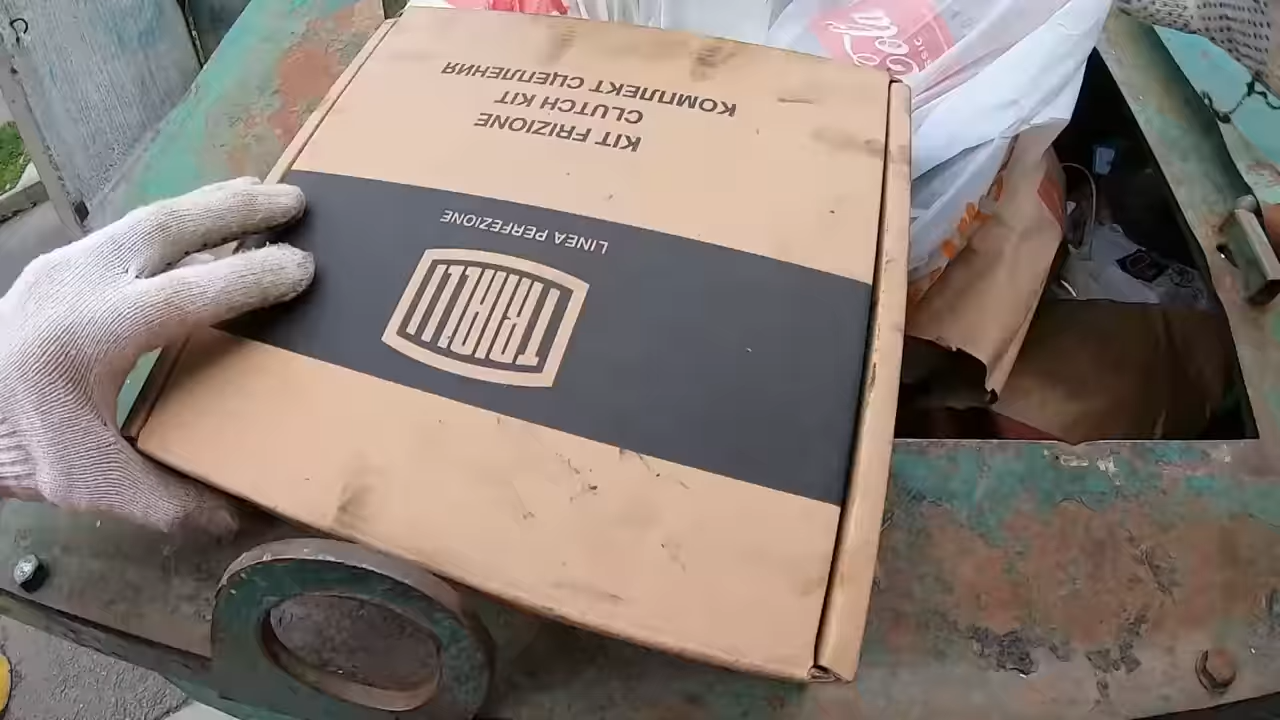 TRIALLI
LINEA PERFEZIONE
KIT FRIZIONE
CLUTCH KIT
КОМПЛЕКТ СЦЕПЛЕНИЯ